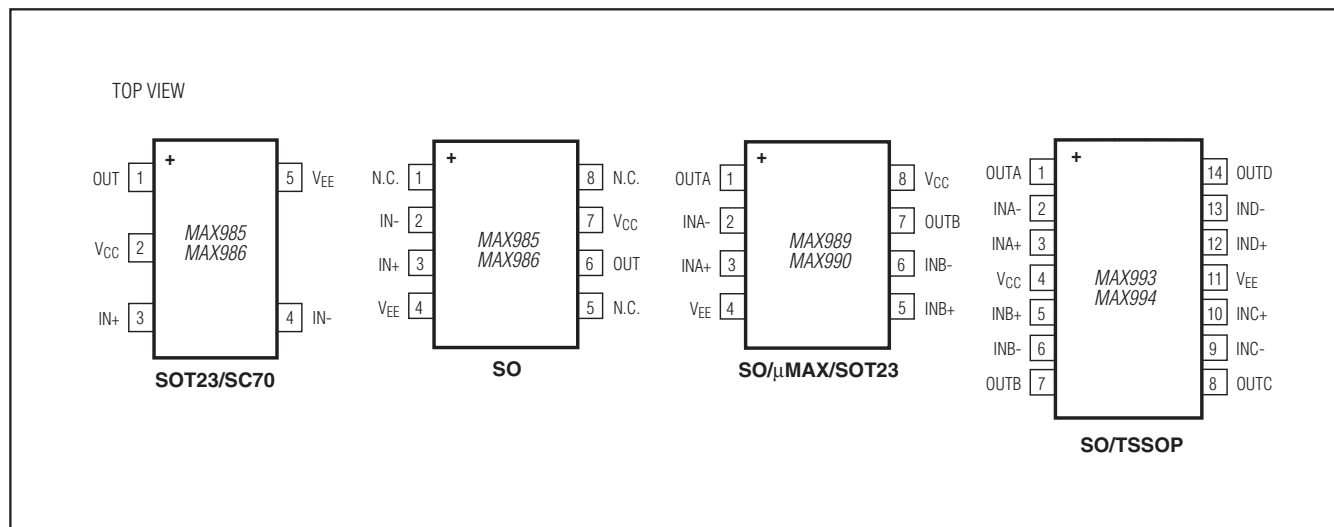 TOP VIEW
+
OUT 1
VCC 2
IN+ 3
MAX985
MAX986
5 VEE
4 IN-
SOT23/SC70
+
N.C. 1
IN- 2
IN+ 3
VEE 4
MAX985
MAX986
8 N.C.
7 VCC
6 OUT
5 N.C.
SO
+
OUTA 1
INA- 2
INA+ 3
VEE 4
MAX989
MAX990
8 VCC
7 OUTB
6 INB-
5 INB+
SO/μMAX/SOT23
+
OUTA 1
INA- 2
INA+ 3
VCC 4
INB+ 5
INB- 6
OUTB 7
MAX993
MAX994
14 OUTD
13 IND-
12 IND+
11 VEE
10 INC+
9 INC-
8 OUTC
SO/TSSOP